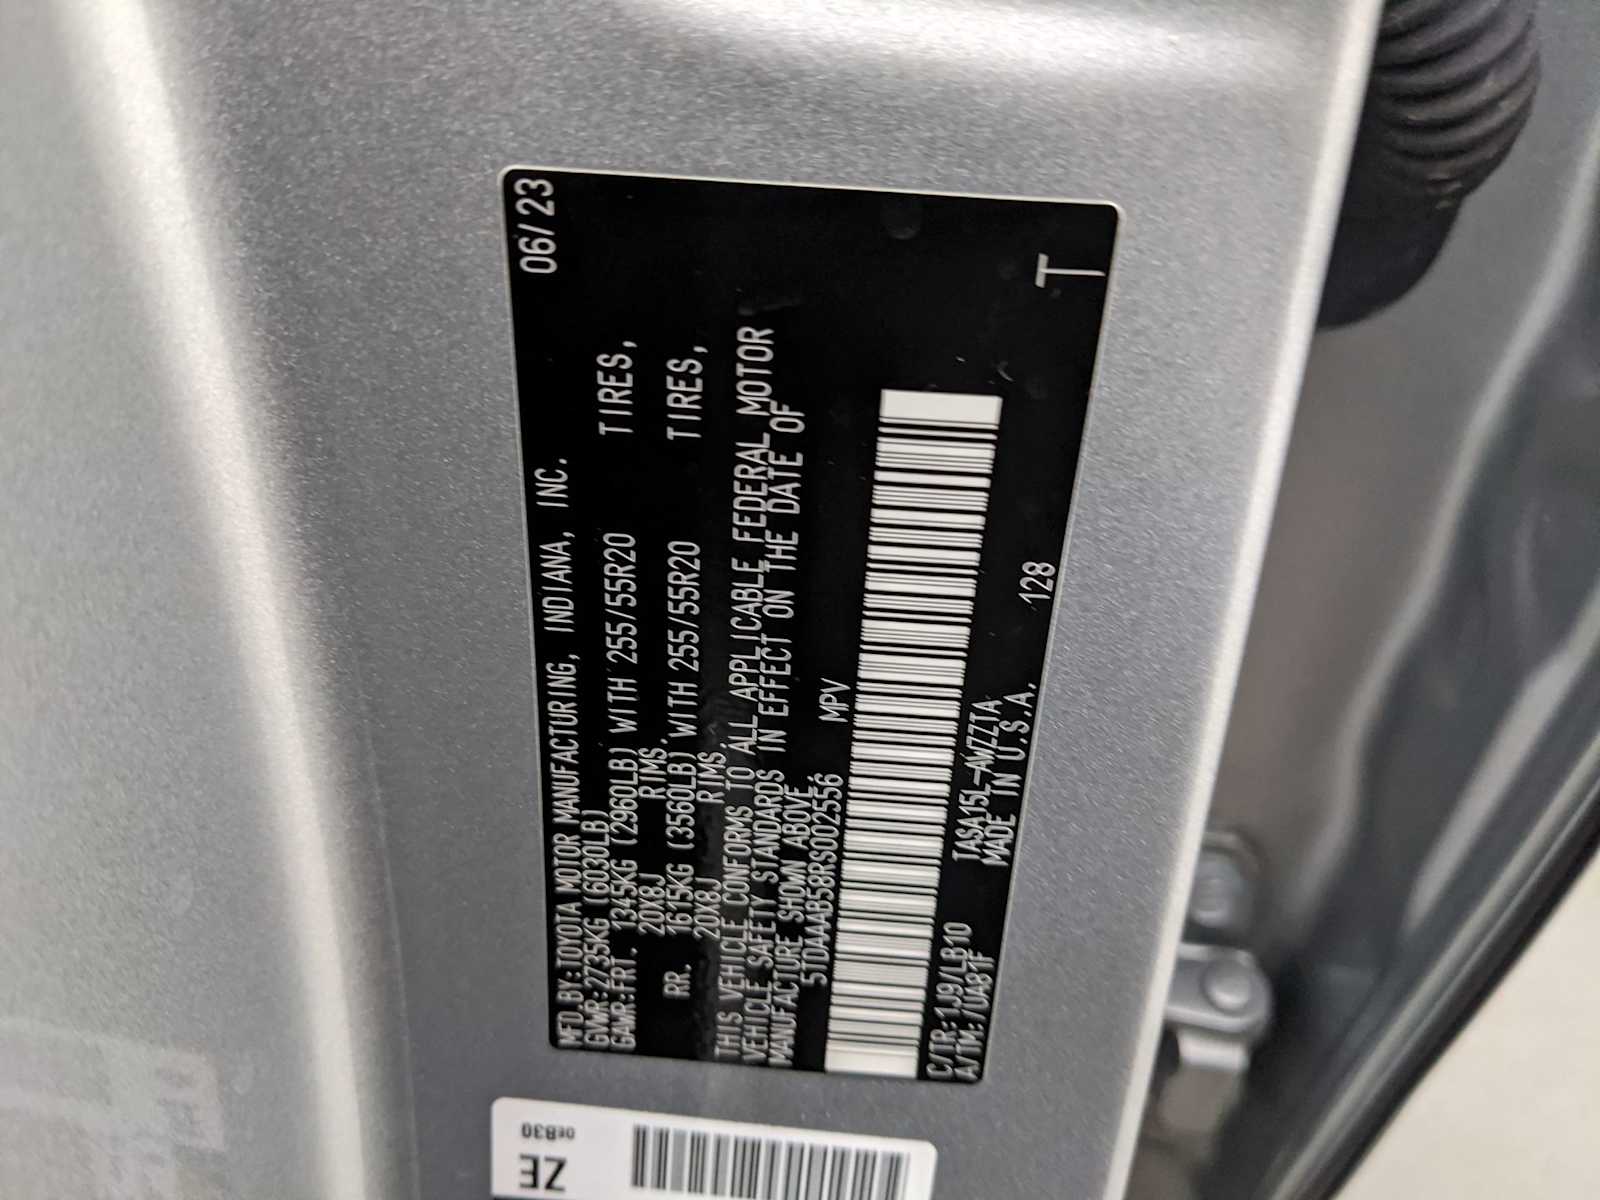 MFD.BY:TOYOTA MOTOR MANUFACTURING, INDIANA, INC. 06/23
GVWR:2735KG (6030LB)
GAWR:FRT. 1345KG (2960LB) WITH 255/55R20 TIRES,
20X8J RIMS,
RR. 1615KG (3560LB) WITH 255/55R20 TIRES,
20X8J RIMS,
THIS VEHICLE CONFORMS TO ALL APPLICABLE FEDERAL MOTOR
VEHICLE SAFETY STANDARDS IN EFFECT ON THE DATE OF
MANUFACTURE SHOWN ABOVE
5TDAAAB58RS002556 MPV
C/TR:1J9/LB10 TASA15L-AWZZTA
A/TM:/UA81F MADE IN U.S.A. 128
T
ZE
0EB30